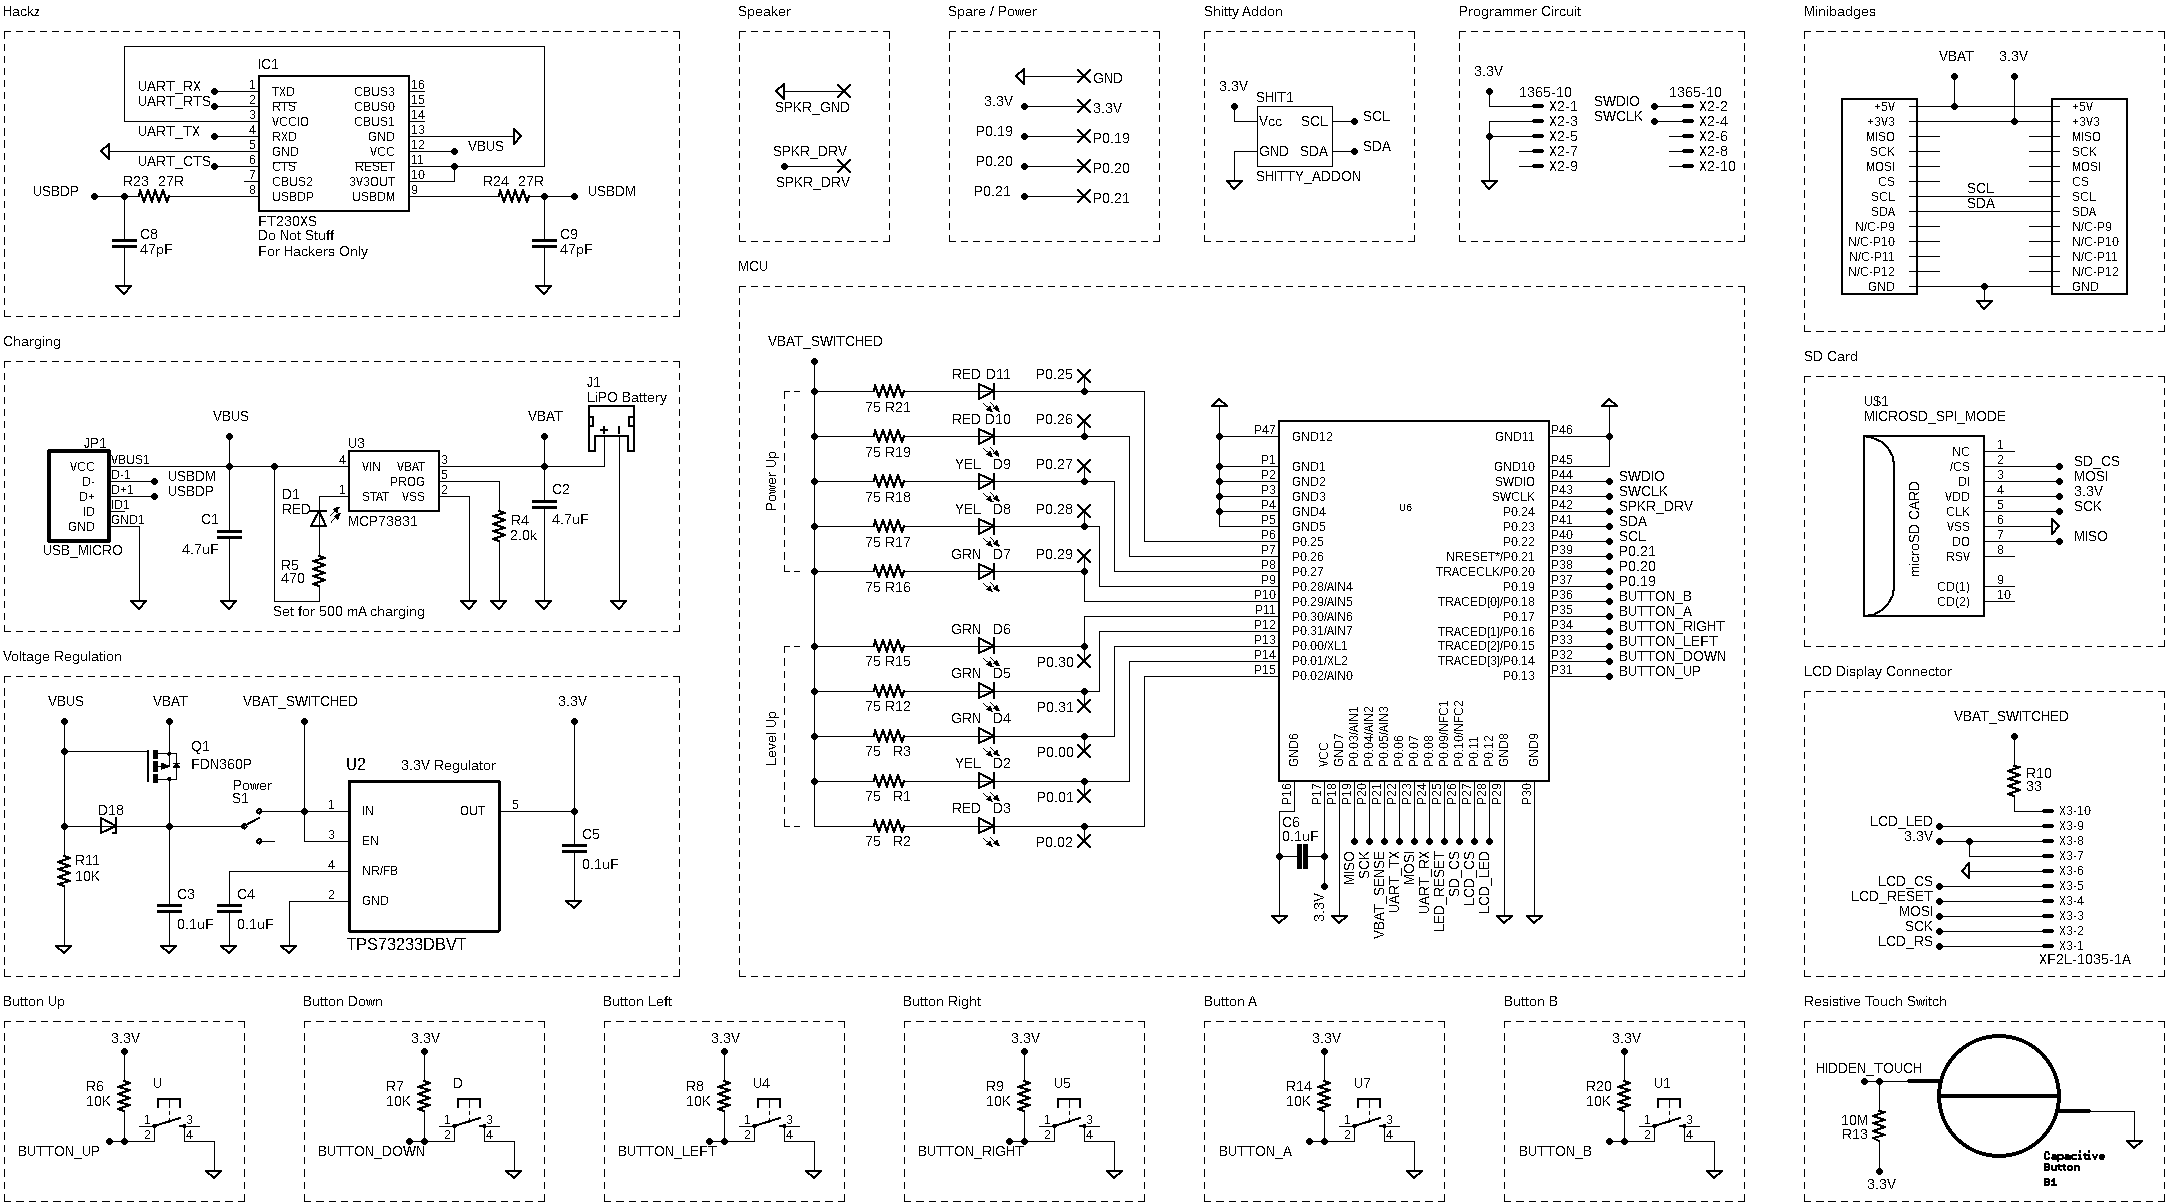 Hackz
IC1
UART_RX
UART_RTS
UART_TX
UART_CTS
1
2
3
4
5
6
7
8
TXD
RTS
VCCIO
RXD
GND
CTS
CBUS2
USBDP
CBUS3
CBUS0
CBUS1
GND
VCC
RESET
3V3OUT
USBDM
16
15
14
13
12
11
10
9
VBUS
USBDP
R23 27R
R24 27R
USBDM
C8
47pF
C9
47pF
FT230XS
Do Not Stuff
For Hackers Only
Speaker
SPKR_GND
SPKR_DRV
SPKR_DRV
Spare / Power
GND
3.3V
3.3V
P0.19
P0.19
P0.20
P0.20
P0.21
P0.21
Shitty Addon
3.3V
SHIT1
Vcc
SCL
SCL
GND
SDA
SDA
SHITTY_ADDON
Programmer Circuit
3.3V
1365-10
X2-1
X2-3
X2-5
X2-7
X2-9
SWDIO
SWCLK
1365-10
X2-2
X2-4
X2-6
X2-8
X2-10
Minibadges
VBAT
3.3V
+5V
+3V3
MISO
SCK
MOSI
CS
SCL
SDA
N/C-P9
N/C-P10
N/C-P11
N/C-P12
GND
SCL
SDA
+5V
+3V3
MISO
SCK
MOSI
CS
SCL
SDA
N/C-P9
N/C-P10
N/C-P11
N/C-P12
GND
Charging
JP1
VCC
D-
D+
ID
GND
VBUS1
D-1
D+1
ID1
GND1
USB_MICRO
USBDM
USBDP
VBUS
C1
4.7uF
D1
RED
R5
470
U3
4
1
VIN
STAT
VBAT
PROG
VSS
3
5
2
MCP73831
R4
2.0k
VBAT
C2
4.7uF
J1
LiPO Battery
+ -
Set for 500 mA charging
Voltage Regulation
VBUS
VBAT
VBAT_SWITCHED
3.3V
Q1
FDN360P
Power
S1
D18
R11
10K
C3
0.1uF
C4
0.1uF
U2
3.3V Regulator
1
3
4
2
IN
EN
NR/FB
GND
OUT
5
TPS73233DBVT
C5
0.1uF
MCU
VBAT_SWITCHED
Power Up
Level Up
RED D11
P0.25
75 R21
RED D10
P0.26
75 R19
YEL D9
P0.27
75 R18
YEL D8
P0.28
75 R17
GRN D7
P0.29
75 R16
GRN D6
75 R15
P0.30
GRN D5
75 R12
P0.31
GRN D4
75 R3
P0.00
YEL D2
75 R1
P0.01
RED D3
75 R2
P0.02
U6
P47
P1
P2
P3
P4
P5
P6
P7
P8
P9
P10
P11
P12
P13
P14
P15
GND12
GND1
GND2
GND3
GND4
GND5
P0.25
P0.26
P0.27
P0.28/AIN4
P0.29/AIN5
P0.30/AIN6
P0.31/AIN7
P0.00/XL1
P0.01/XL2
P0.02/AIN0
GND11
GND10
SWDIO
SWCLK
P0.24
P0.23
P0.22
NRESET*/P0.21
TRACECLK/P0.20
P0.19
TRACED[0]/P0.18
P0.17
TRACED[1]/P0.16
TRACED[2]/P0.15
TRACED[3]/P0.14
P0.13
P46
P45
P44
P43
P42
P41
P40
P39
P38
P37
P36
P35
P34
P33
P32
P31
SWDIO
SWCLK
SPKR_DRV
SDA
SCL
P0.21
P0.20
P0.19
BUTTON_B
BUTTON_A
BUTTON_RIGHT
BUTTON_LEFT
BUTTON_DOWN
BUTTON_UP
GND6
VCC
GND7
P0.03/AIN1
P0.04/AIN2
P0.05/AIN3
P0.06
P0.07
P0.08
P0.09/NFC1
P0.10/NFC2
P0.11
P0.12
GND8
GND9
P16
P17
P18
P19
P20
P21
P22
P23
P24
P25
P26
P27
P28
P29
P30
C6
0.1uF
3.3V
MISO
SCK
VBAT_SENSE
UART_TX
MOSI
UART_RX
LED_RESET
SD_CS
LCD_CS
LCD_LED
SD Card
U$1
MICROSD_SPI_MODE
microSD CARD
NC
/CS
DI
VDD
CLK
VSS
DO
RSV
CD(1)
CD(2)
1
2
3
4
5
6
7
8
9
10
SD_CS
MOSI
3.3V
SCK
MISO
LCD Display Connector
VBAT_SWITCHED
R10
33
LCD_LED
3.3V
LCD_CS
LCD_RESET
MOSI
SCK
LCD_RS
X3-10
X3-9
X3-8
X3-7
X3-6
X3-5
X3-4
X3-3
X3-2
X3-1
XF2L-1035-1A
Button Up
3.3V
R6
10K
U
1
2
3
4
BUTTON_UP
Button Down
3.3V
R7
10K
D
1
2
3
4
BUTTON_DOWN
Button Left
3.3V
R8
10K
U4
1
2
3
4
BUTTON_LEFT
Button Right
3.3V
R9
10K
U5
1
2
3
4
BUTTON_RIGHT
Button A
3.3V
R14
10K
U7
1
2
3
4
BUTTON_A
Button B
3.3V
R20
10K
U1
1
2
3
4
BUTTON_B
Resistive Touch Switch
HIDDEN_TOUCH
10M
R13
3.3V
Capacitive
Button
B1